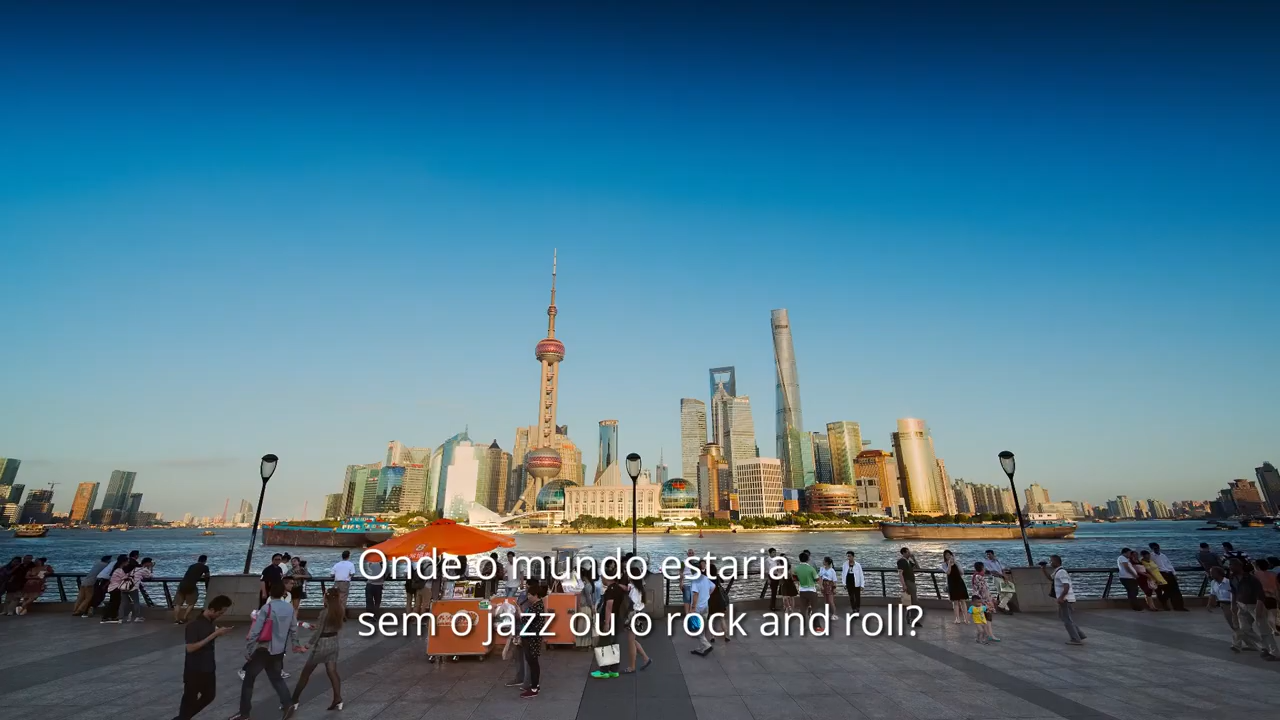 Onde o mundo estaria
sem o jazz ou o rock and roll?